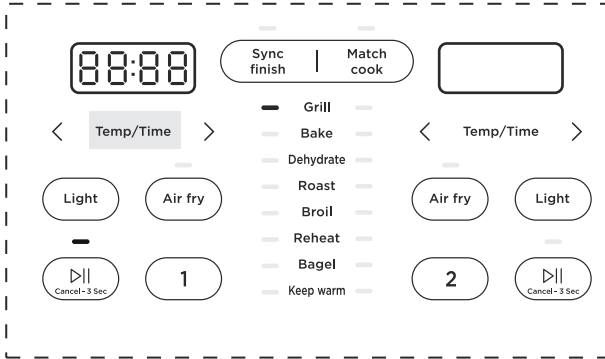 88:88
Sync finish
Match cook
Temp/Time
Temp/Time
Grill
Bake
Dehydrate
Roast
Broil
Reheat
Bagel
Keep warm
Light
Air fry
Air fry
Light
Cancel - 3 Sec
1
2
Cancel - 3 Sec